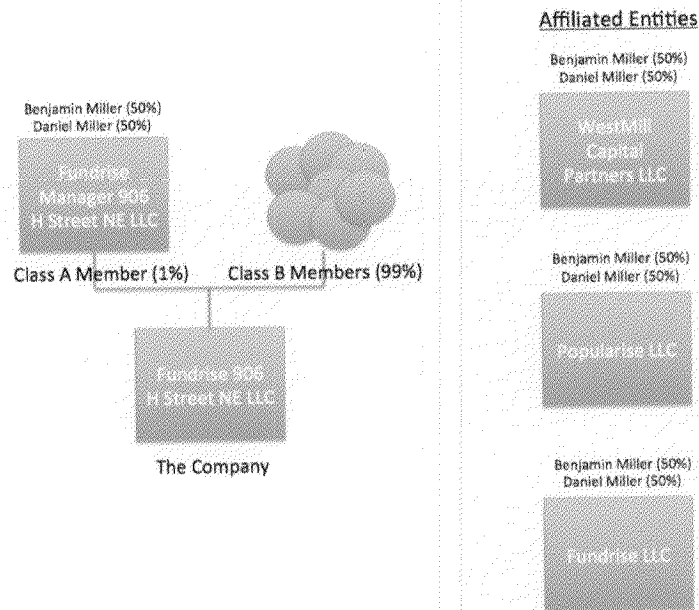 Affiliated Entities
Benjamin Miller (50%)
Daniel Miller (50%)
Fundrise
Manager 906
H Street NE LLC
Class A Member (1%)
Class B Members (99%)
Fundrise 906
H Street NE LLC
The Company
Benjamin Miller (50%)
Daniel Miller (50%)
WestMill
Capital
Partners LLC
Benjamin Miller (50%)
Daniel Miller (50%)
Popularise LLC
Benjamin Miller (50%)
Daniel Miller (50%)
Fundrise LLC